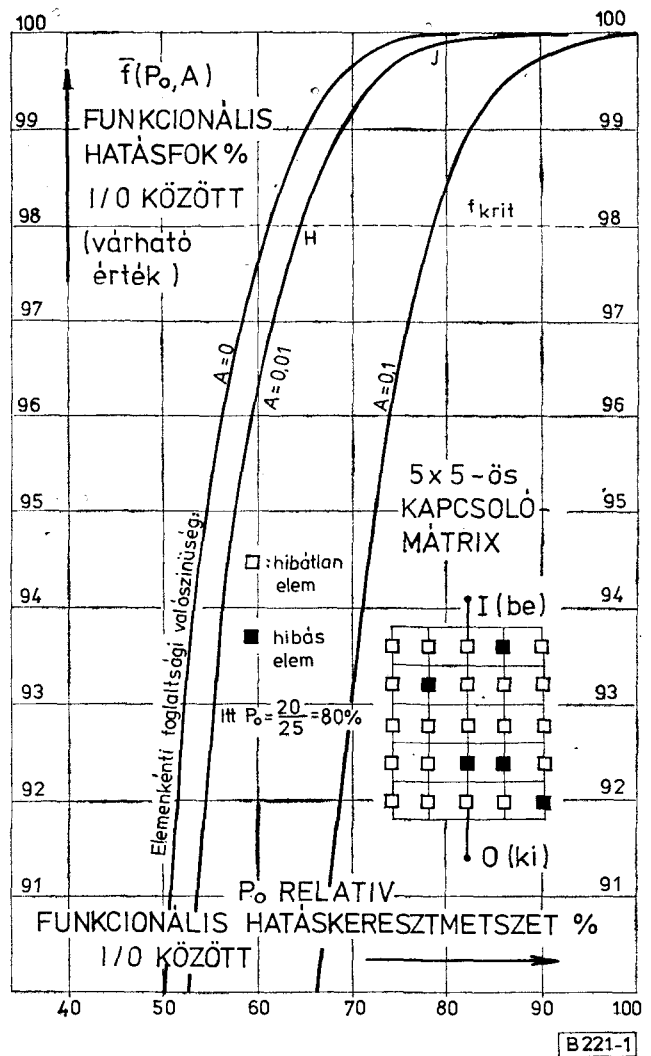 100
100
f̄(P₀,A)
FUNKCIONÁLIS
HATÁSFOK %
I/O KÖZÖTT
(várható
érték)
99
99
98
98
97
97
96
96
95
95
94
94
93
93
92
92
91
91
f krit
J
H
A=0
A=0,01
A=0,1
Elemenkénti foglaltsági valószinüség:
5x5-ös
KAPCSOLÓ
MÁTRIX
□: hibátlan
elem
■ hibás
elem
Itt P₀=20/25=80%
I (be)
O (ki)
P₀ RELATIV
FUNKCIONÁLIS HATÁSKERESZTMETSZET %
I/O KÖZÖTT
40 50 60 70 80 90 100
B 221-1